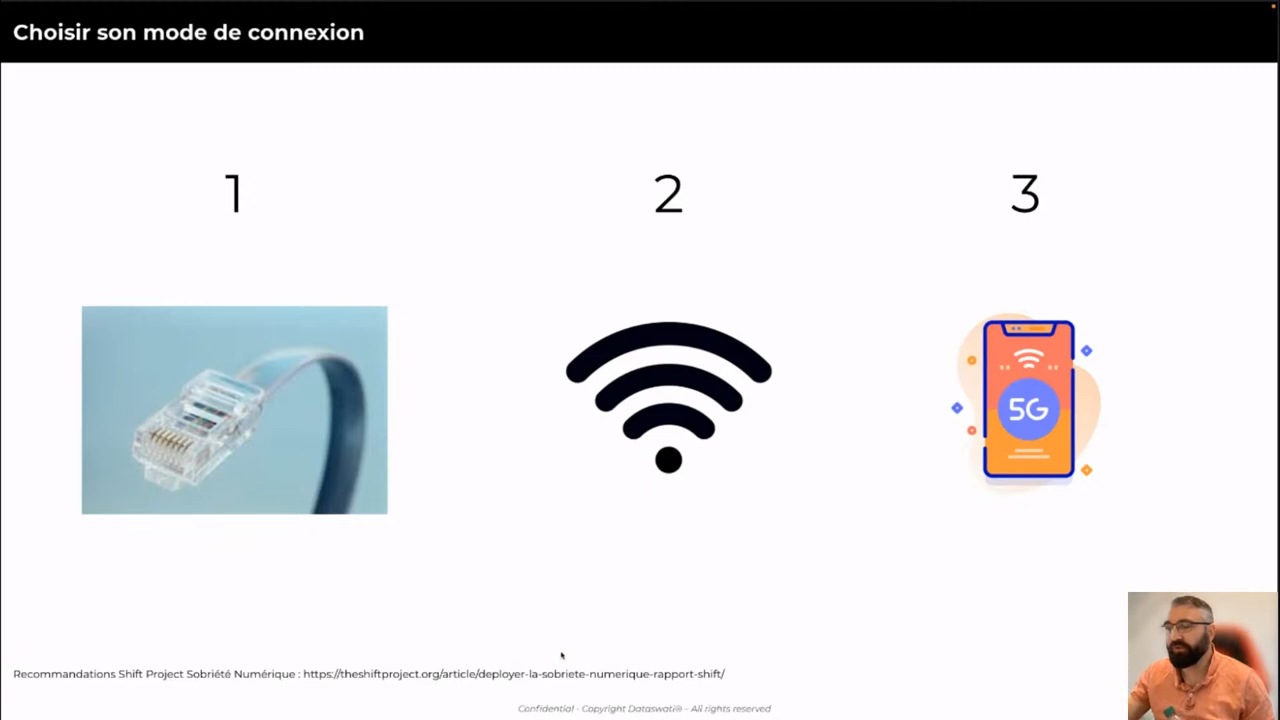 Choisir son mode de connexion
1
2
3
5G
Recommandations Shift Project Sobriété Numérique : https://theshiftproject.org/article/deployer-la-sobriete-numerique-rapport-shift/
Confidential - Copyright Dataswati® - All rights reserved